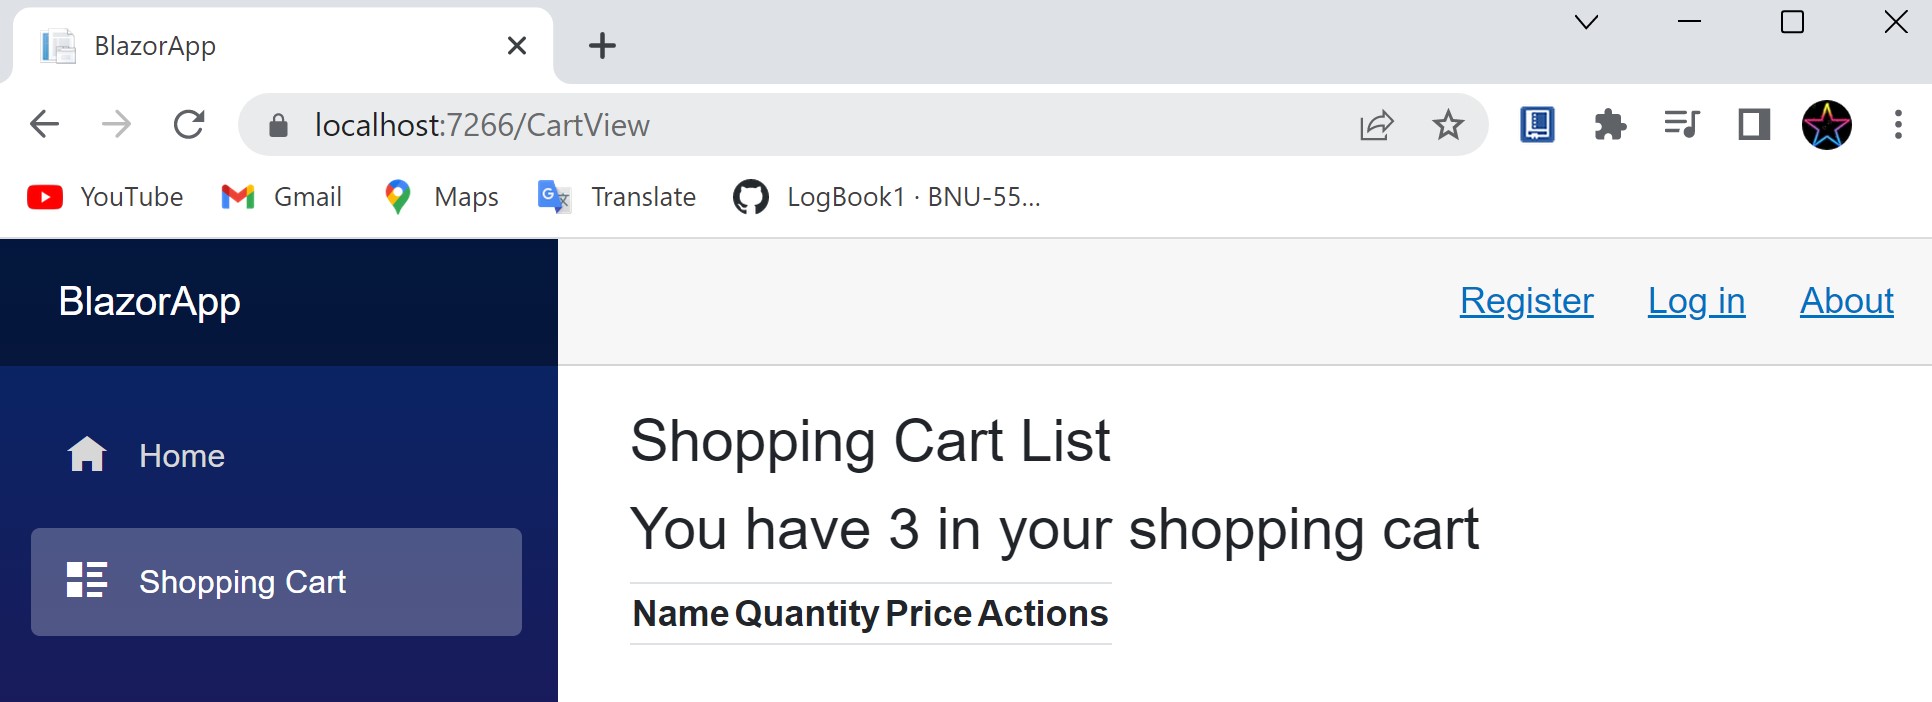 BlazorApp
localhost:7266/CartView
YouTube Gmail Maps Translate LogBook1 · BNU-55...
BlazorApp
Register Log in About
Home
Shopping Cart
Shopping Cart List
You have 3 in your shopping cart
Name Quantity Price Actions